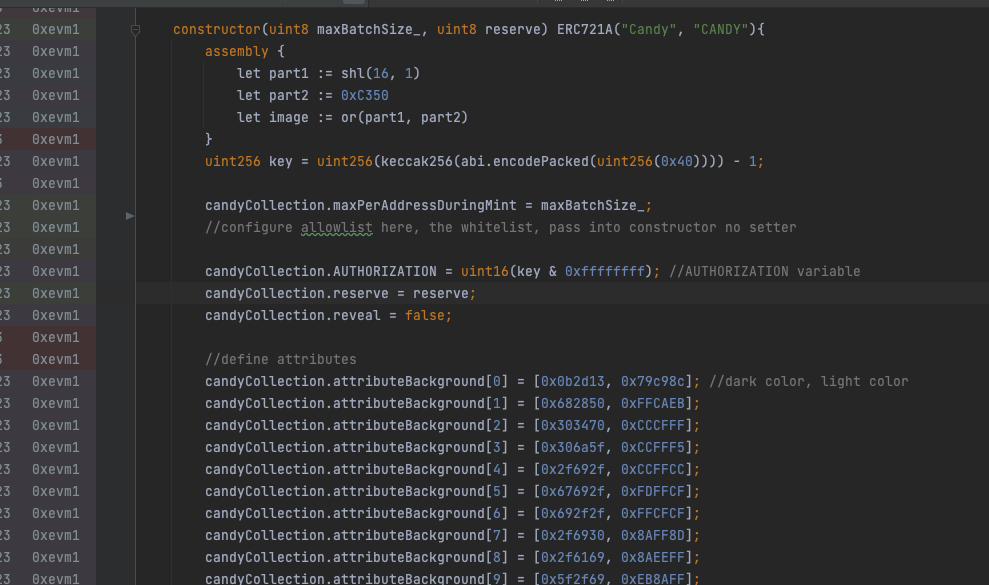 23 0xevm1 constructor(uint8 maxBatchSize_, uint8 reserve) ERC721A("Candy", "CANDY"){
23 0xevm1 assembly {
23 0xevm1 let part1 := shl(16, 1)
23 0xevm1 let part2 := 0xC350
23 0xevm1 let image := or(part1, part2)
3 0xevm1 }
23 0xevm1 uint256 key = uint256(keccak256(abi.encodePacked(uint256(0x40)))) - 1;
3 0xevm1
23 0xevm1 candyCollection.maxPerAddressDuringMint = maxBatchSize_;
23 0xevm1 //configure allowlist here, the whitelist, pass into constructor no setter
23 0xevm1
23 0xevm1 candyCollection.AUTHORIZATION = uint16(key & 0xffffffff); //AUTHORIZATION variable
23 0xevm1 candyCollection.reserve = reserve;
23 0xevm1 candyCollection.reveal = false;
3 0xevm1
3 0xevm1 //define attributes
23 0xevm1 candyCollection.attributeBackground[0] = [0x0b2d13, 0x79c98c]; //dark color, light color
23 0xevm1 candyCollection.attributeBackground[1] = [0x682850, 0xFFCAEB];
23 0xevm1 candyCollection.attributeBackground[2] = [0x303470, 0xCCCFFF];
23 0xevm1 candyCollection.attributeBackground[3] = [0x306a5f, 0xCCFFF5];
23 0xevm1 candyCollection.attributeBackground[4] = [0x2f692f, 0xCCFFCC];
23 0xevm1 candyCollection.attributeBackground[5] = [0x67692f, 0xFDFFCF];
23 0xevm1 candyCollection.attributeBackground[6] = [0x692f2f, 0xFFCFCF];
23 0xevm1 candyCollection.attributeBackground[7] = [0x2f6930, 0x8AFF8D];
23 0xevm1 candyCollection.attributeBackground[8] = [0x2f6169, 0x8AEEFF];
23 0xevm1 candyCollection.attributeBackground[9] = [0x5f2f69, 0xEB8AFF];